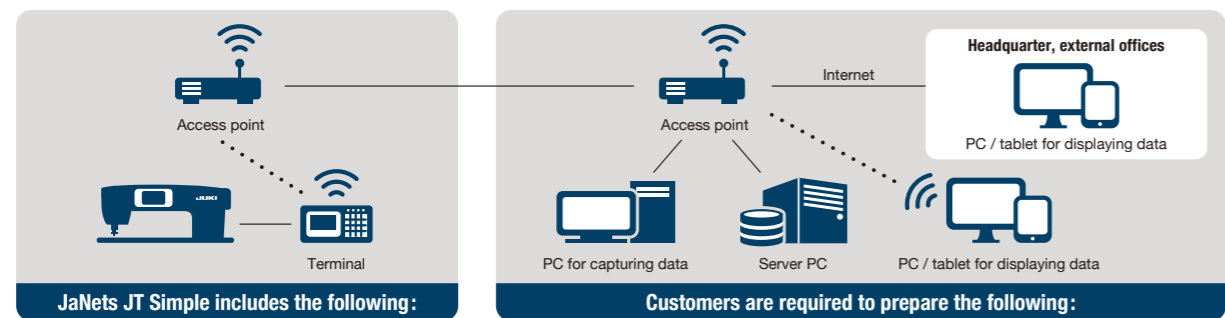 Access point
JUKI
Terminal
JaNets JT Simple includes the following:
Headquarter, external offices
Internet
PC / tablet for displaying data
Access point
PC for capturing data
Server PC
PC / tablet for displaying data
Customers are required to prepare the following: